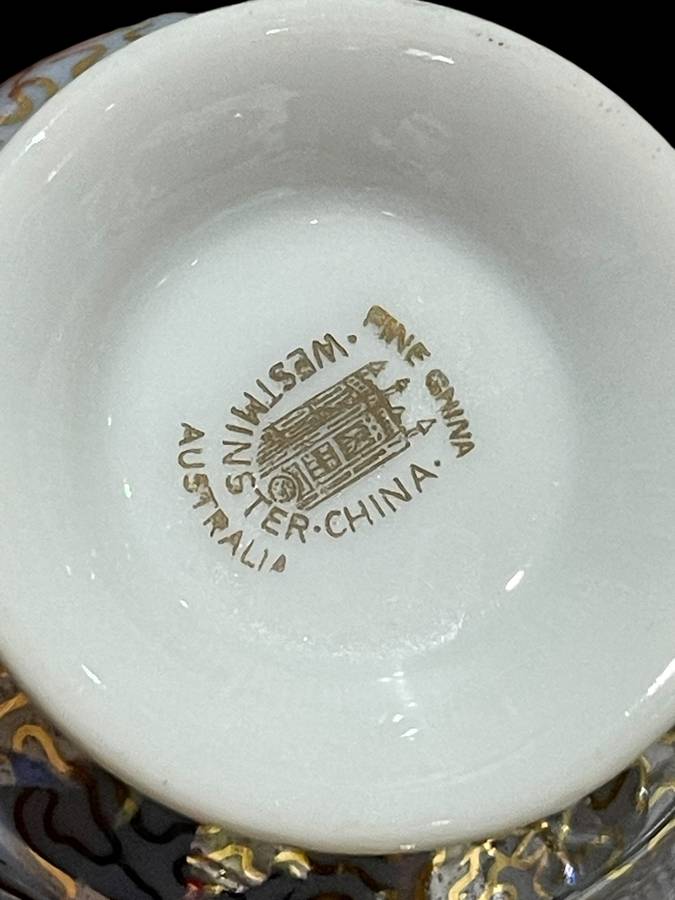 FINE CHINA
WESTMINSTER · CHINA ·
AUSTRALIA